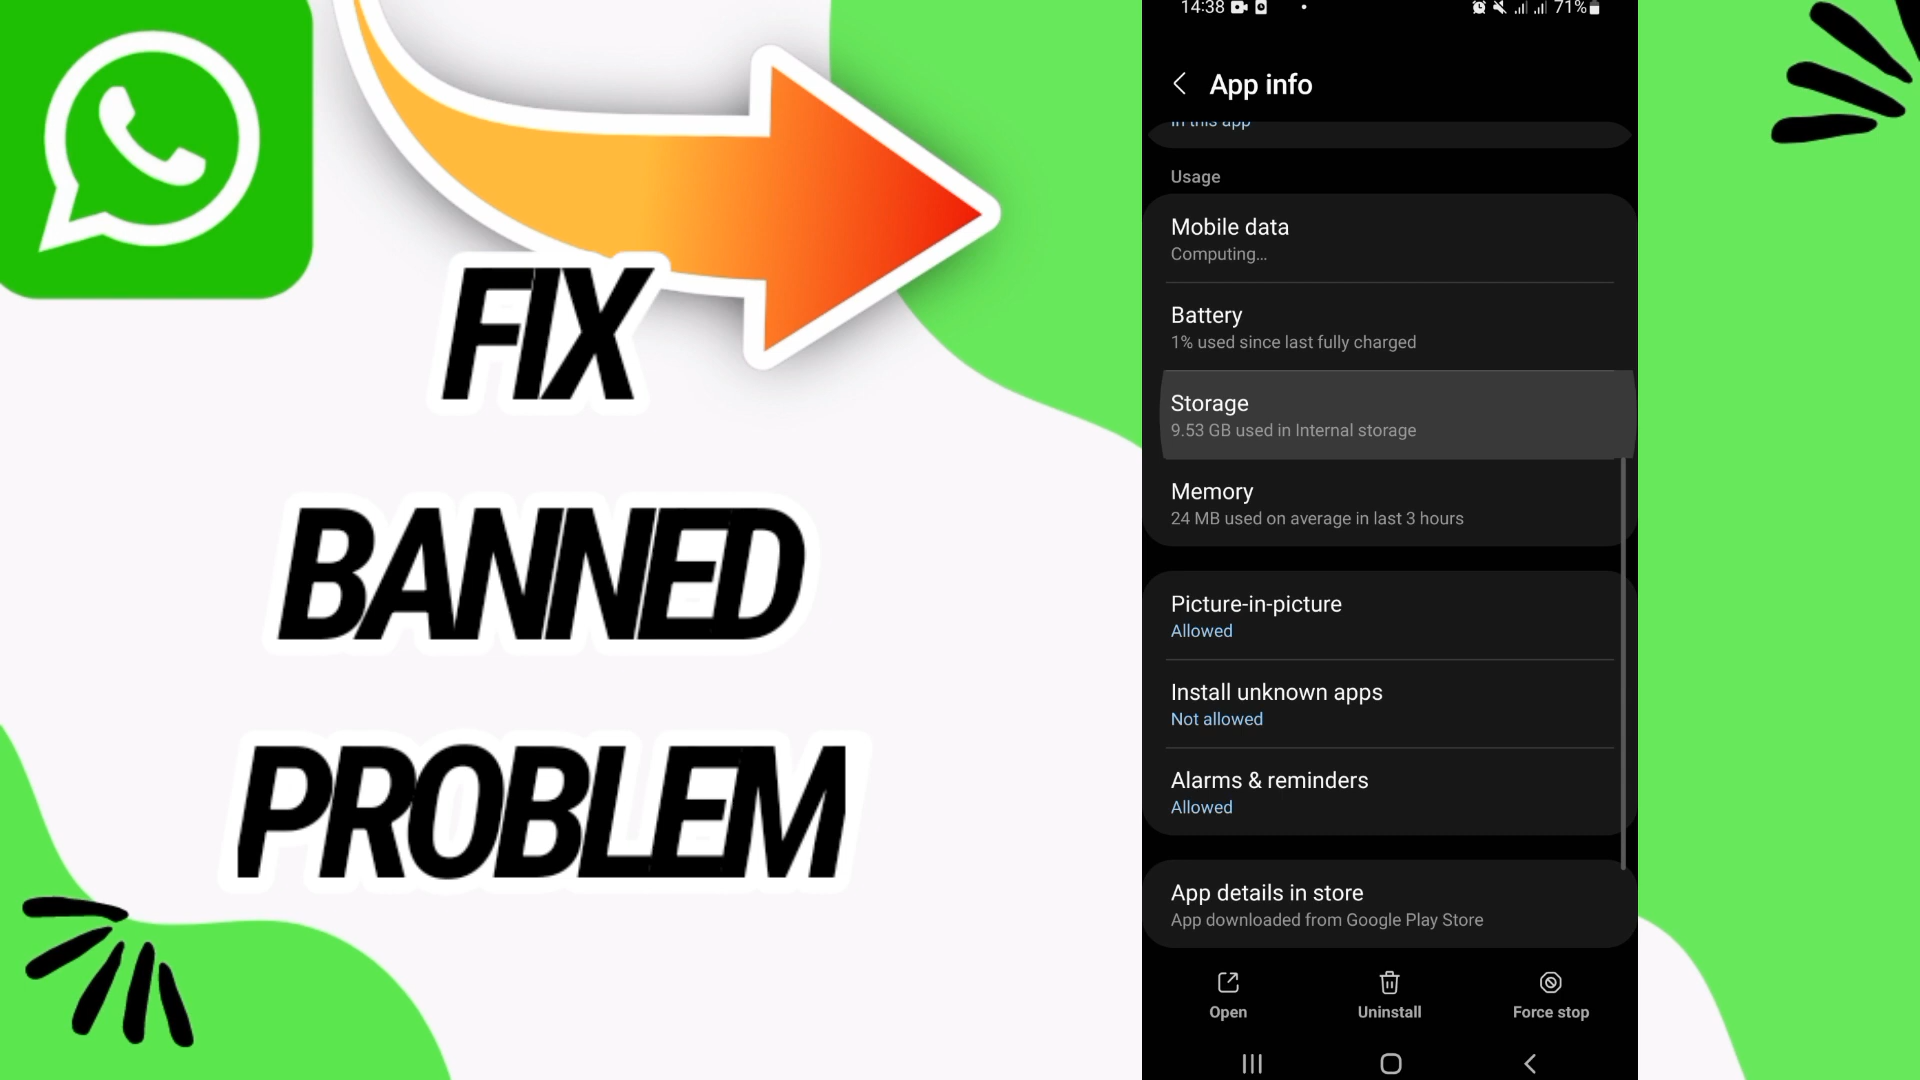 FIX
BANNED
PROBLEM
14:38
71%
App info
in this app
Usage
Mobile data
Computing...
Battery
1% used since last fully charged
Storage
9.53 GB used in Internal storage
Memory
24 MB used on average in last 3 hours
Picture-in-picture
Allowed
Install unknown apps
Not allowed
Alarms & reminders
Allowed
App details in store
App downloaded from Google Play Store
Open
Uninstall
Force stop